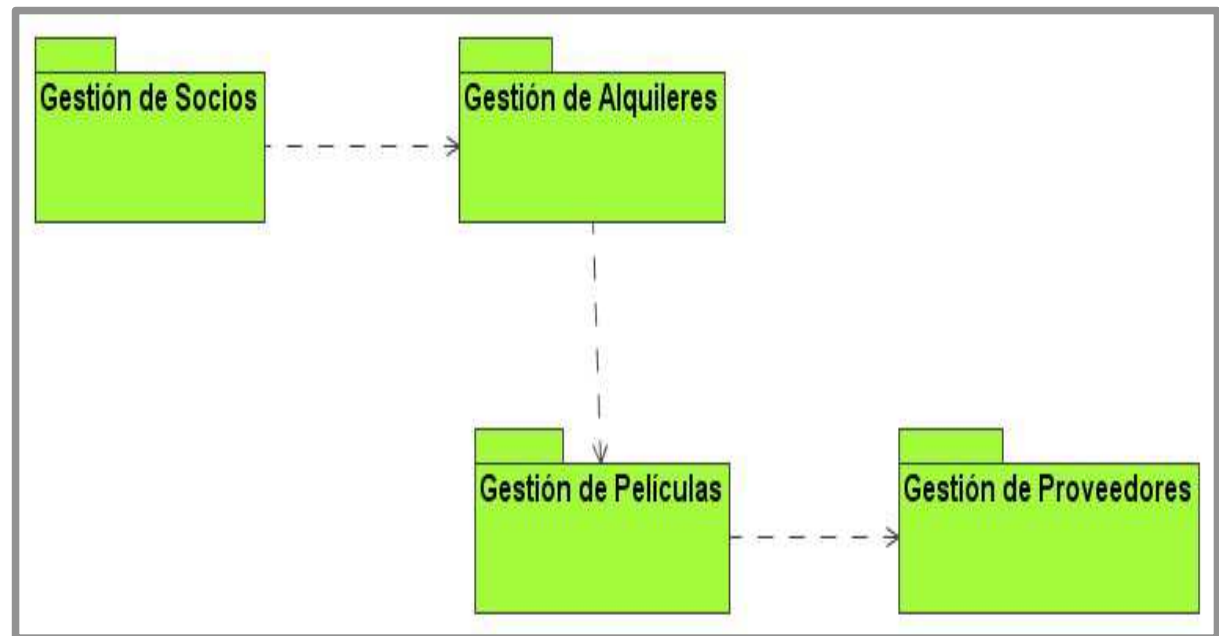 Gestión de Socios
Gestión de Alquileres
Gestión de Películas
Gestión de Proveedores